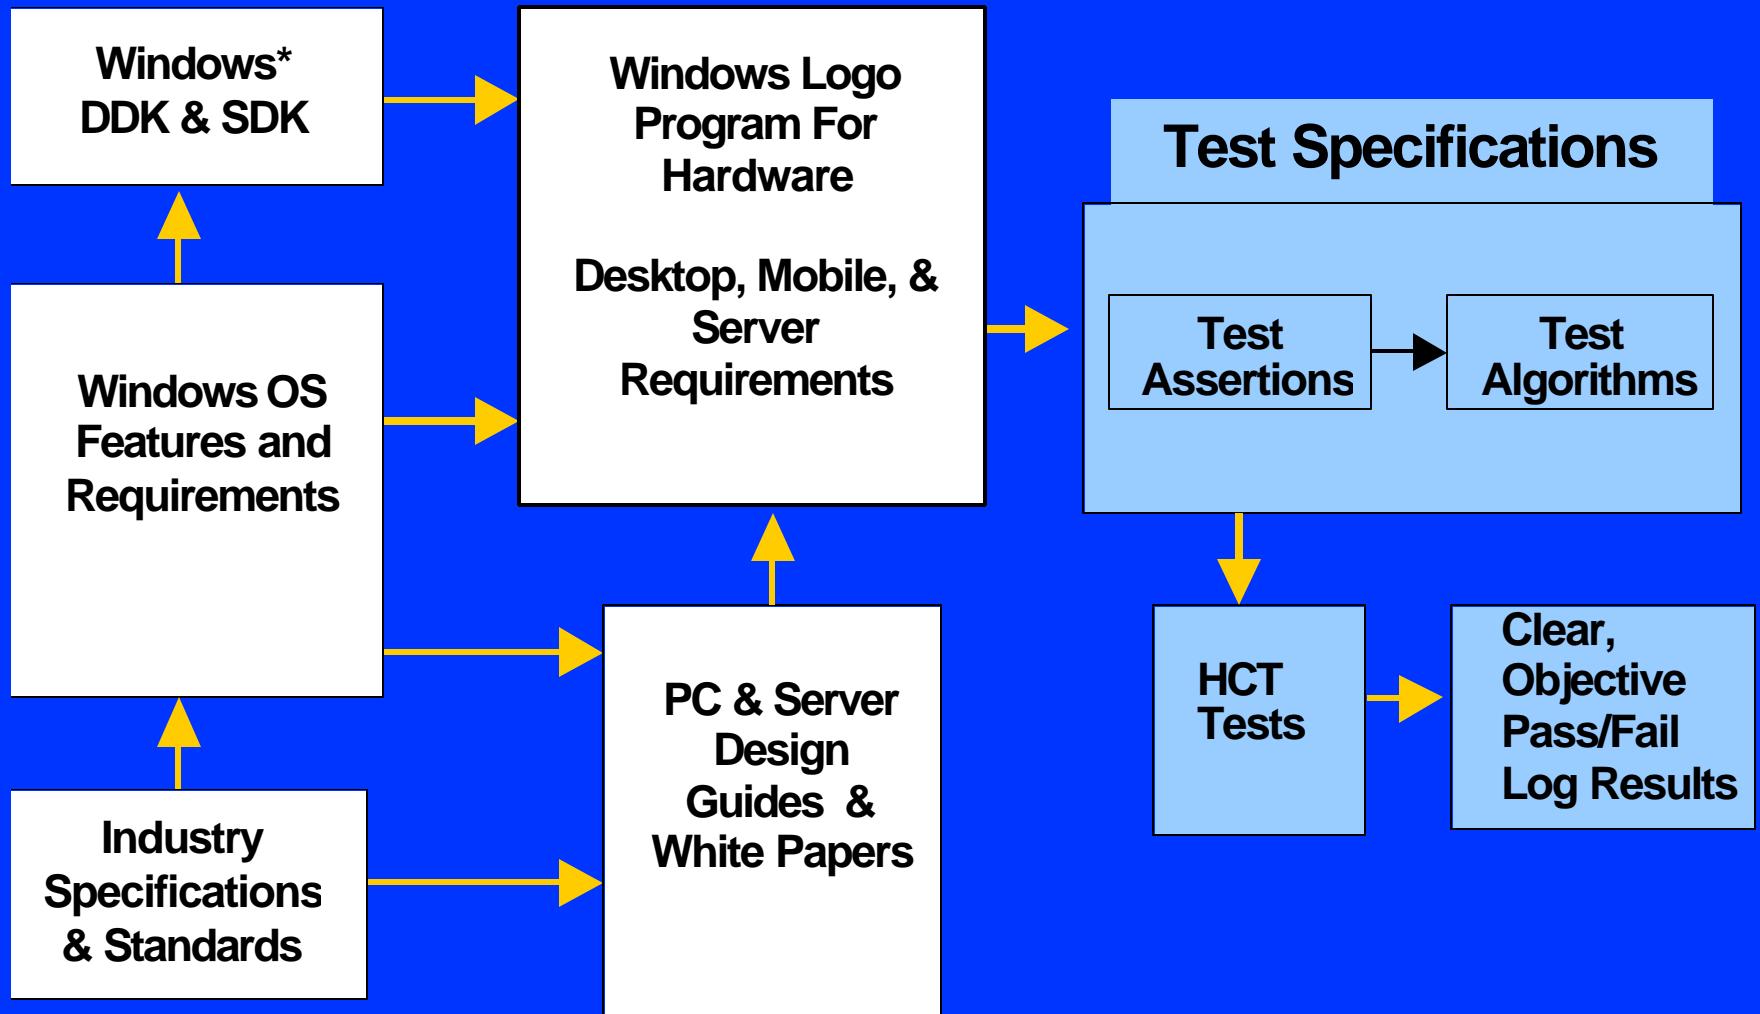 Windows*
DDK & SDK
Windows Logo
Program For
Hardware
Desktop, Mobile, &
Server
Requirements
Test Specifications
Test
Assertions
Test
Algorithms
Windows OS
Features and
Requirements
PC & Server
Design
Guides &
White Papers
HCT
Tests
Clear,
Objective
Pass/Fail
Log Results
Industry
Specifications
& Standards